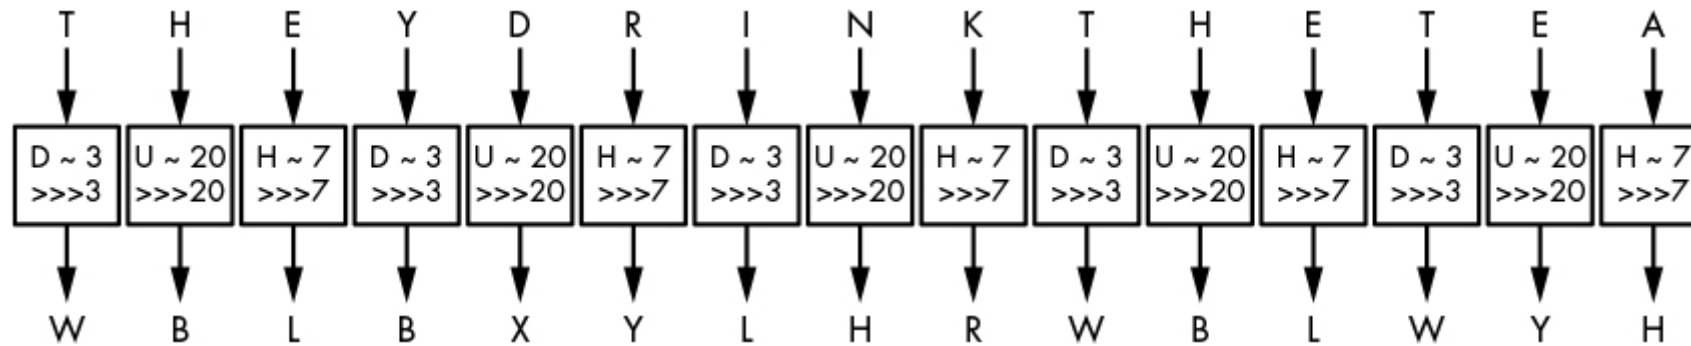 T H E Y D R I N K T H E T E A
D ~ 3 U ~ 20 H ~ 7 D ~ 3 U ~ 20 H ~ 7 D ~ 3 U ~ 20 H ~ 7 D ~ 3 U ~ 20 H ~ 7 D ~ 3 U ~ 20 H ~ 7
>>>3 >>>20 >>>7 >>>3 >>>20 >>>7 >>>3 >>>20 >>>7 >>>3 >>>20 >>>7 >>>3 >>>20 >>>7
W B L B X Y L H R W B L W Y H